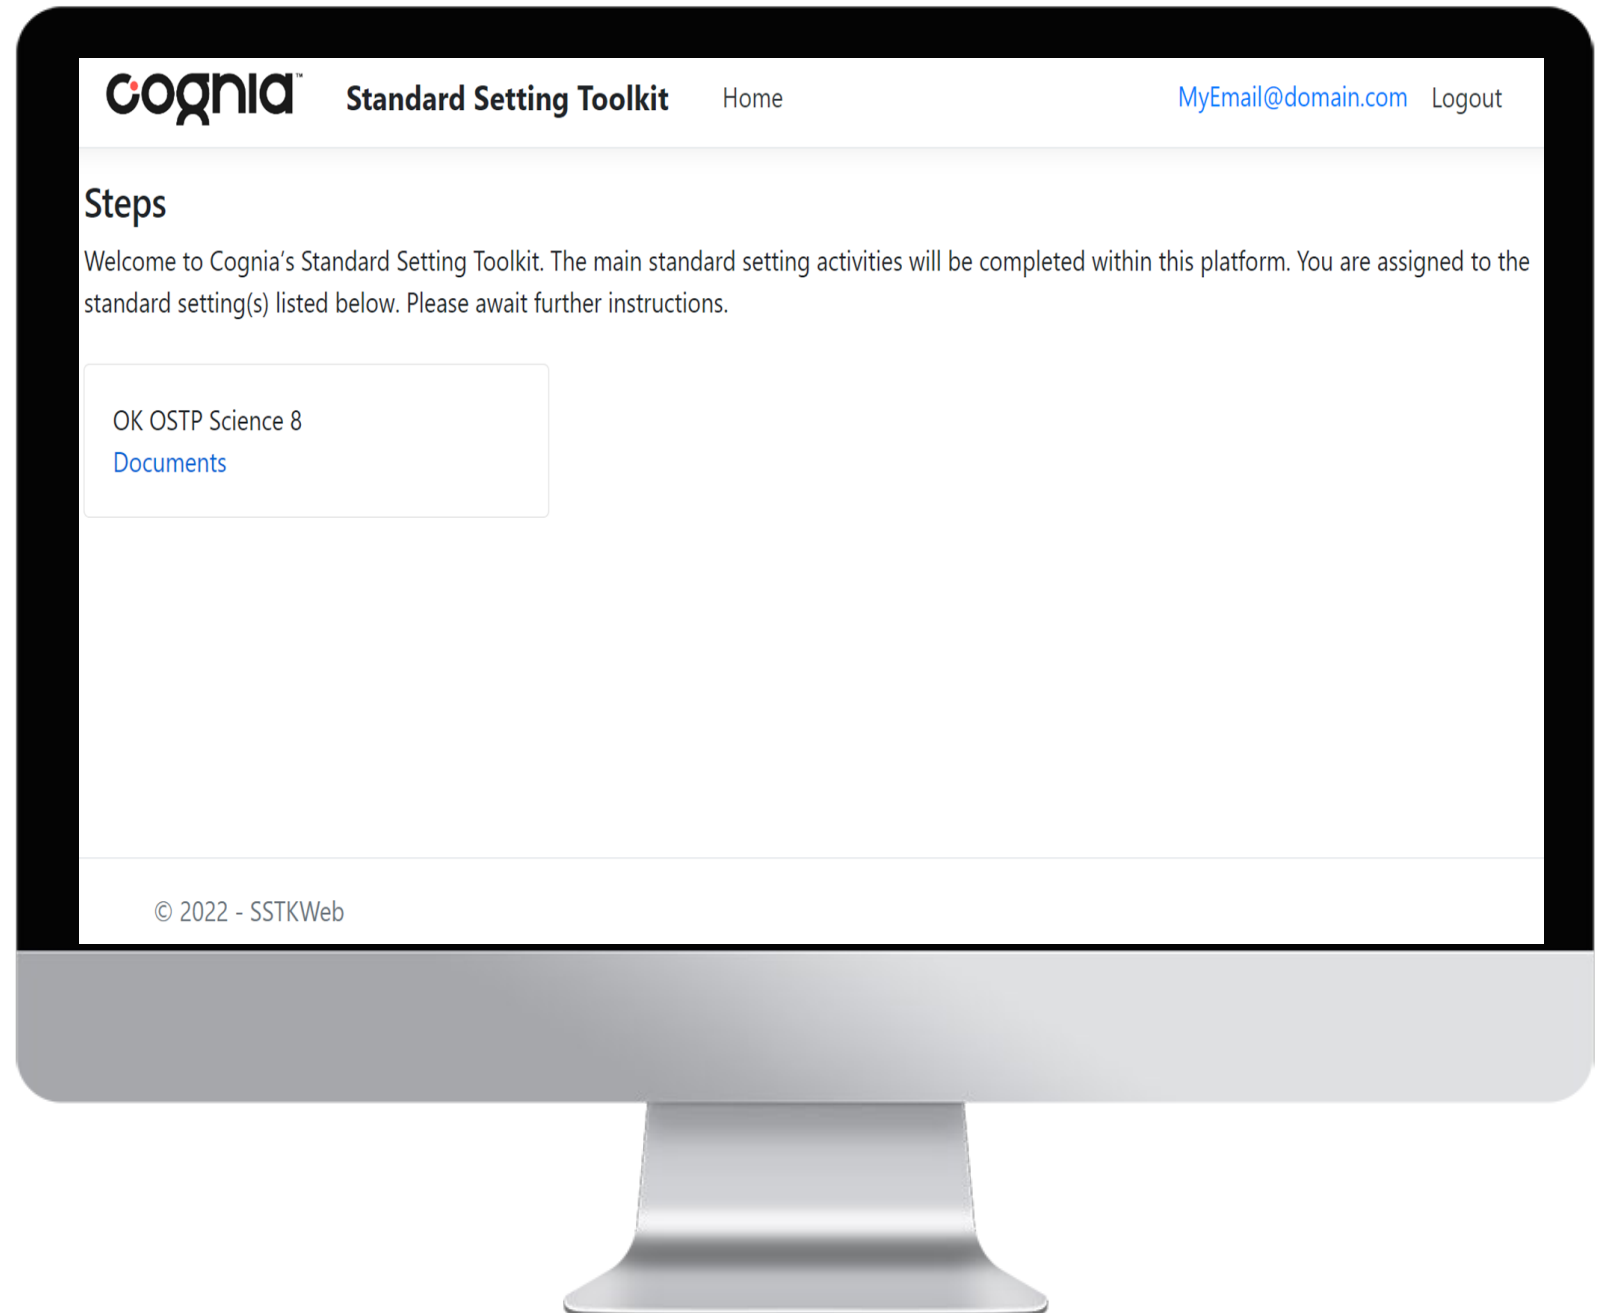 cognia™ Standard Setting Toolkit Home MyEmail@domain.com Logout
Steps
Welcome to Cognia’s Standard Setting Toolkit. The main standard setting activities will be completed within this platform. You are assigned to the
standard setting(s) listed below. Please await further instructions.
OK OSTP Science 8
Documents
© 2022 - SSTKWeb